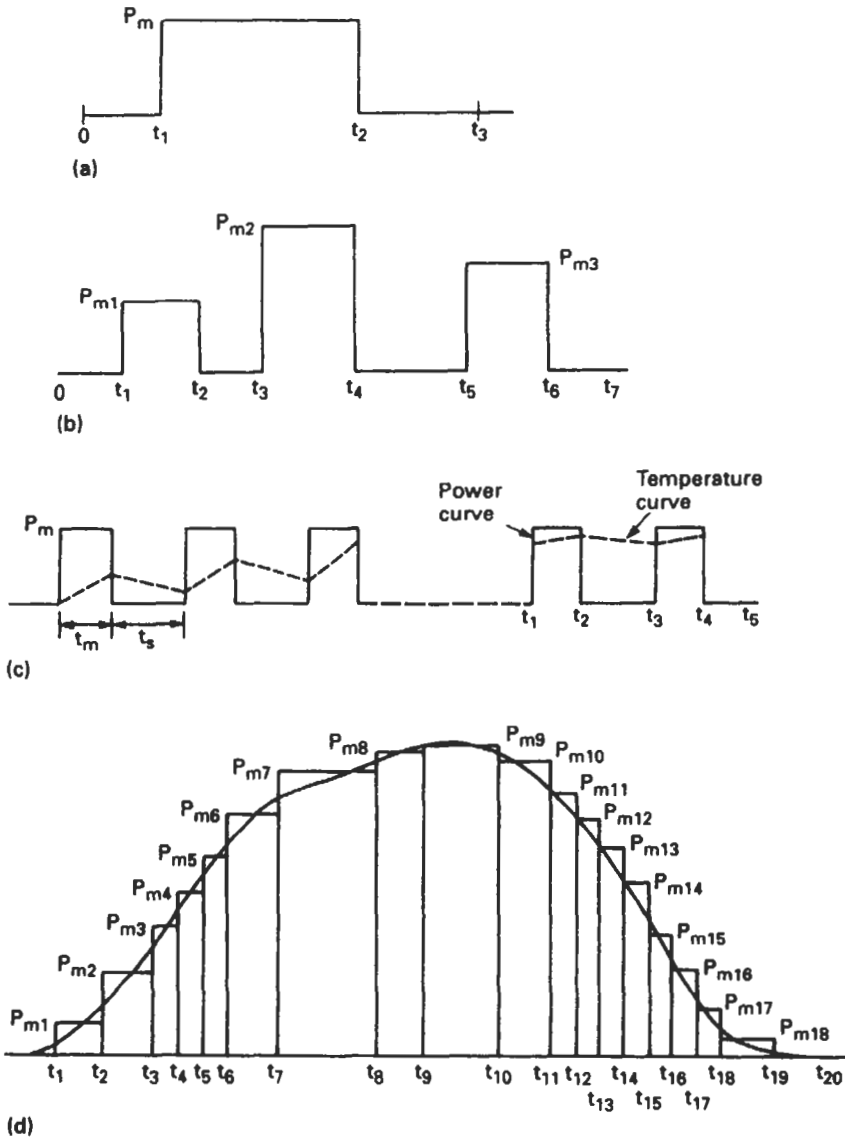 Pm
0 t1 t2 t3
(a)
Pm2
Pm3
Pm1
0 t1 t2 t3 t4 t5 t6 t7
(b)
Power curve
Temperature curve
Pm
t1 t2 t3 t4 t5
tm ts
(c)
Pm8 Pm9
Pm7 Pm10
Pm11
Pm6 Pm12
Pm5 Pm13
Pm4 Pm14
Pm3 Pm15
Pm2 Pm16
Pm17
Pm1 Pm18
t1 t2 t3 t4 t5 t6 t7 t8 t9 t10 t11 t12 t14 t16 t18 t19 t20
t13 t15 t17
(d)